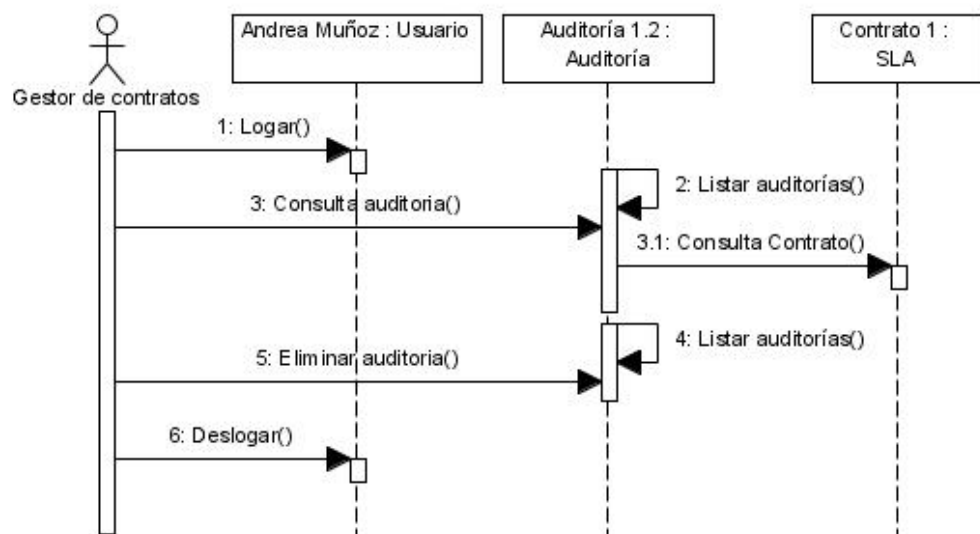 Andrea Muñoz : Usuario
Auditoría 1.2 :
Auditoría
Contrato 1 :
SLA
Gestor de contratos
1: Logar()
2: Listar auditorías()
3: Consulta auditoria()
3.1: Consulta Contrato()
4: Listar auditorías()
5: Eliminar auditoria()
6: Deslogar()